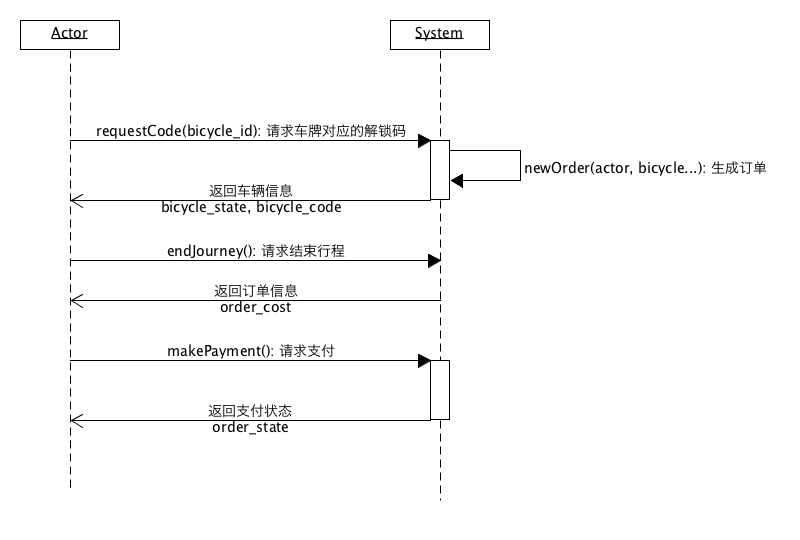 Actor
System
requestCode(bicycle_id): 请求车牌对应的解锁码
newOrder(actor, bicycle...): 生成订单
返回车辆信息
bicycle_state, bicycle_code
endJourney(): 请求结束行程
返回订单信息
order_cost
makePayment(): 请求支付
返回支付状态
order_state